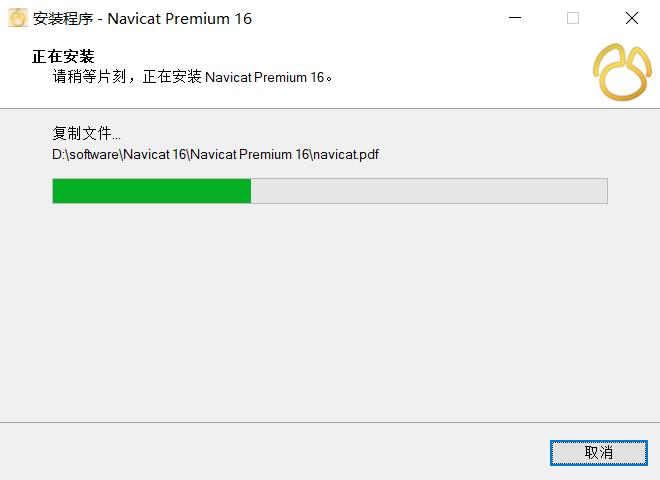 安装程序 - Navicat Premium 16
正在安装
请稍等片刻，正在安装 Navicat Premium 16。
复制文件...
D:\software\Navicat 16\Navicat Premium 16\navicat.pdf
取消